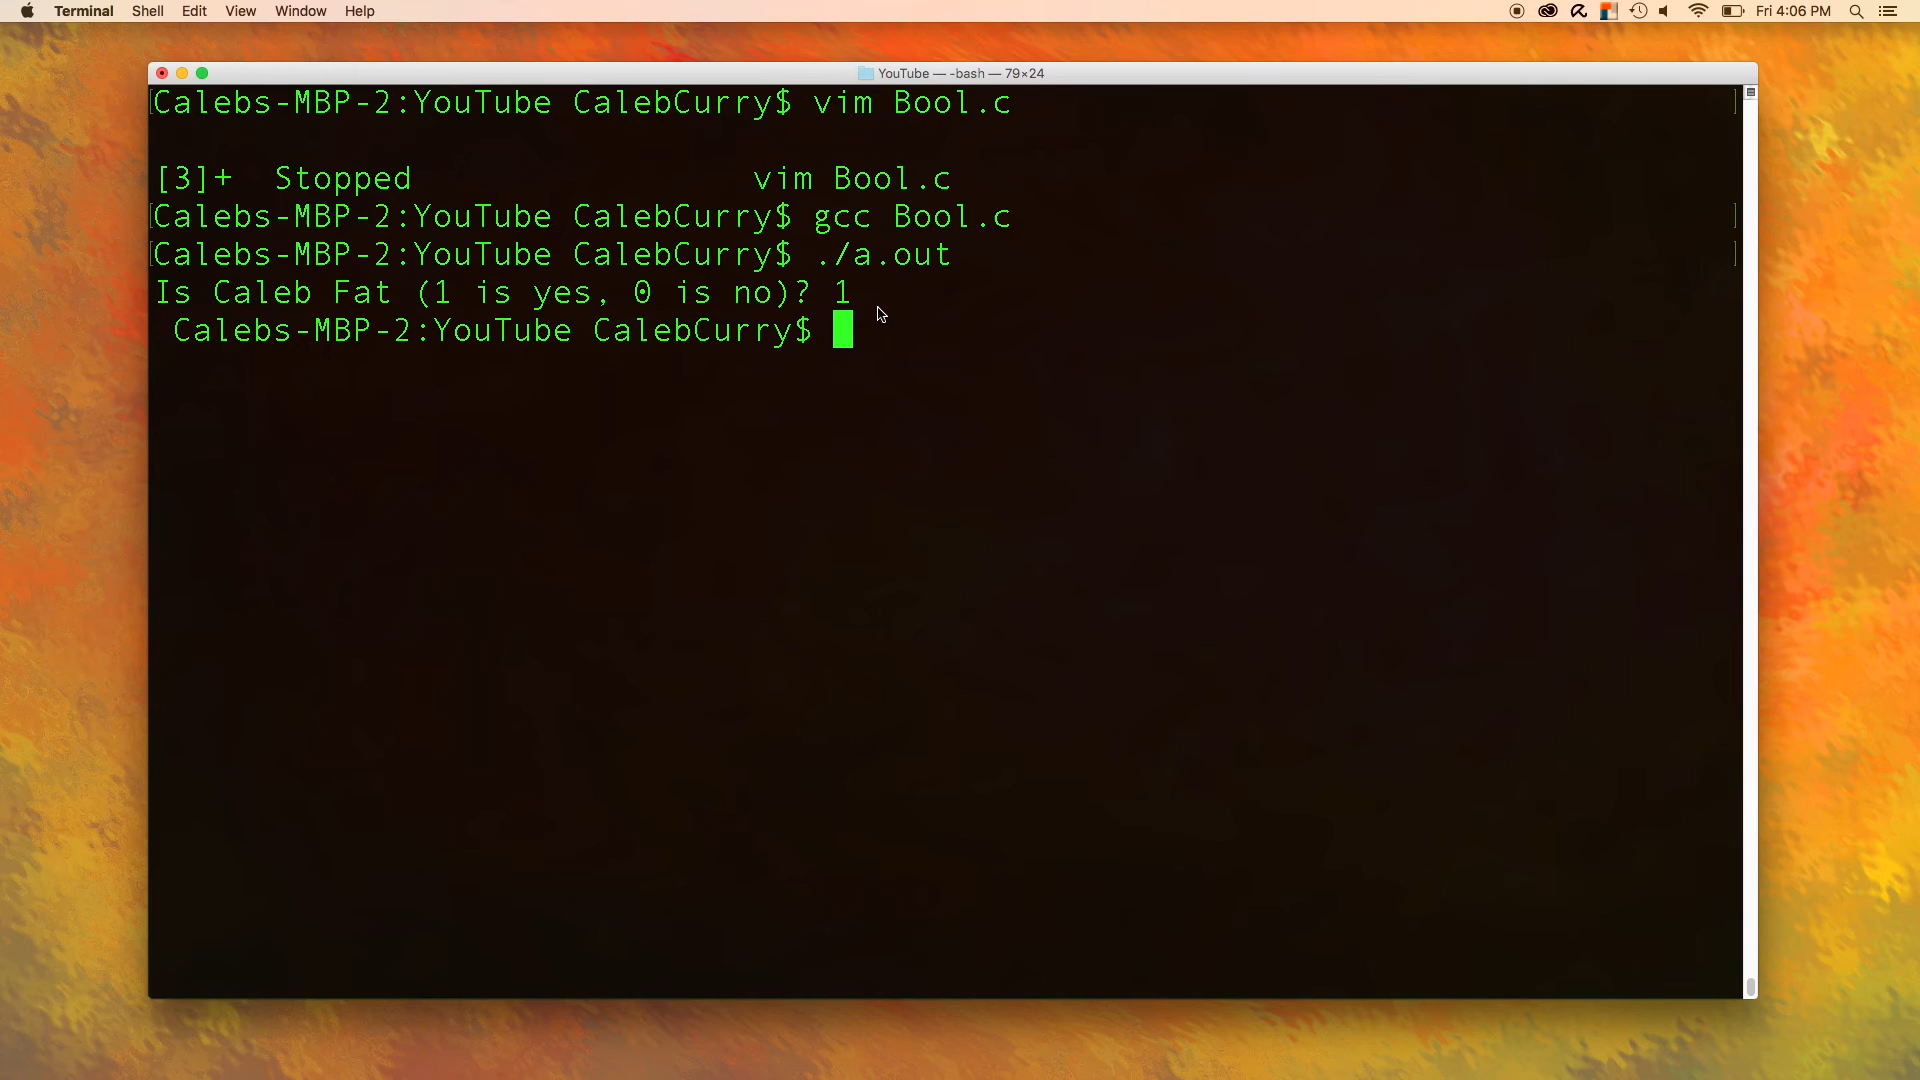 Terminal Shell Edit View Window Help Fri 4:06 PM
YouTube — -bash — 79×24
[Calebs-MBP-2:YouTube CalebCurry$ vim Bool.c ]
[3]+  Stopped                 vim Bool.c
[Calebs-MBP-2:YouTube CalebCurry$ gcc Bool.c ]
[Calebs-MBP-2:YouTube CalebCurry$ ./a.out ]
Is Caleb Fat (1 is yes, 0 is no)? 1
 Calebs-MBP-2:YouTube CalebCurry$